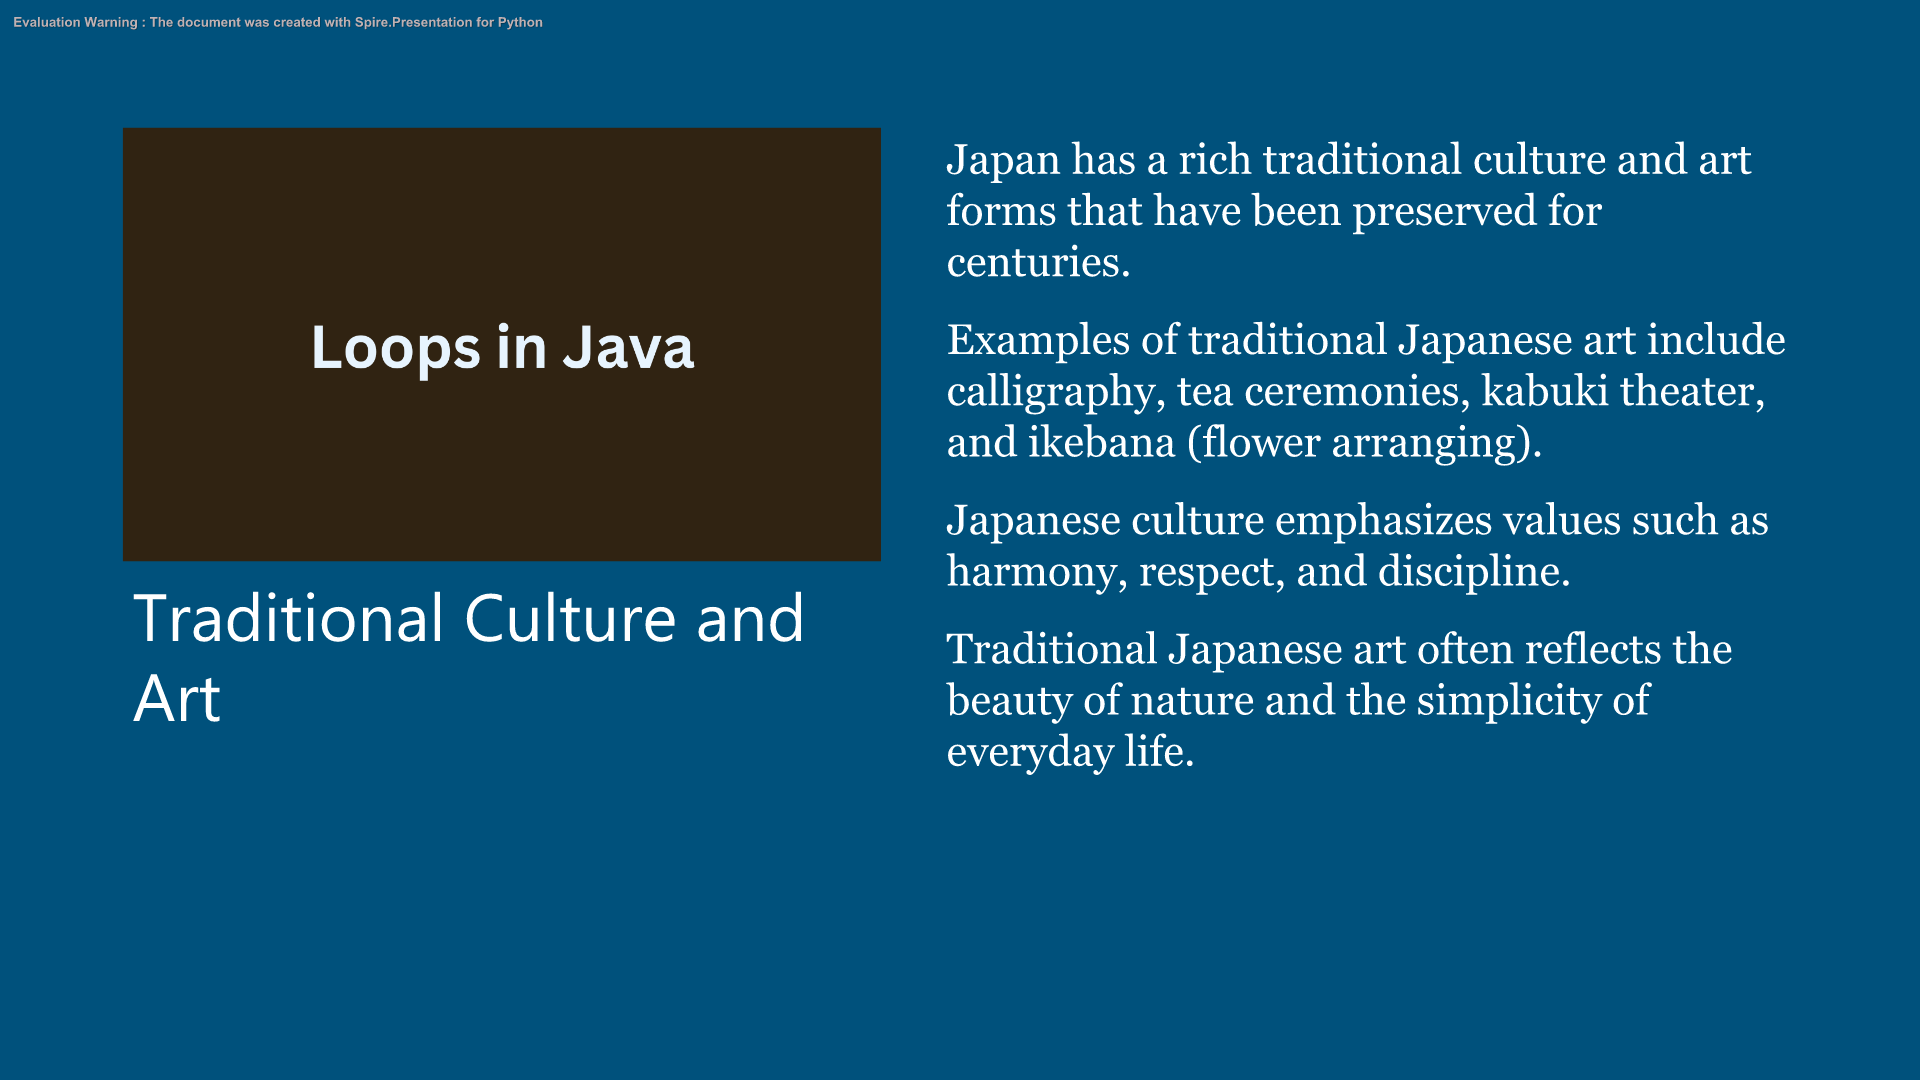 Evaluation Warning : The document was created with Spire.Presentation for Python
Loops in Java
Traditional Culture and
Art
Japan has a rich traditional culture and art
forms that have been preserved for
centuries.
Examples of traditional Japanese art include
calligraphy, tea ceremonies, kabuki theater,
and ikebana (flower arranging).
Japanese culture emphasizes values such as
harmony, respect, and discipline.
Traditional Japanese art often reflects the
beauty of nature and the simplicity of
everyday life.